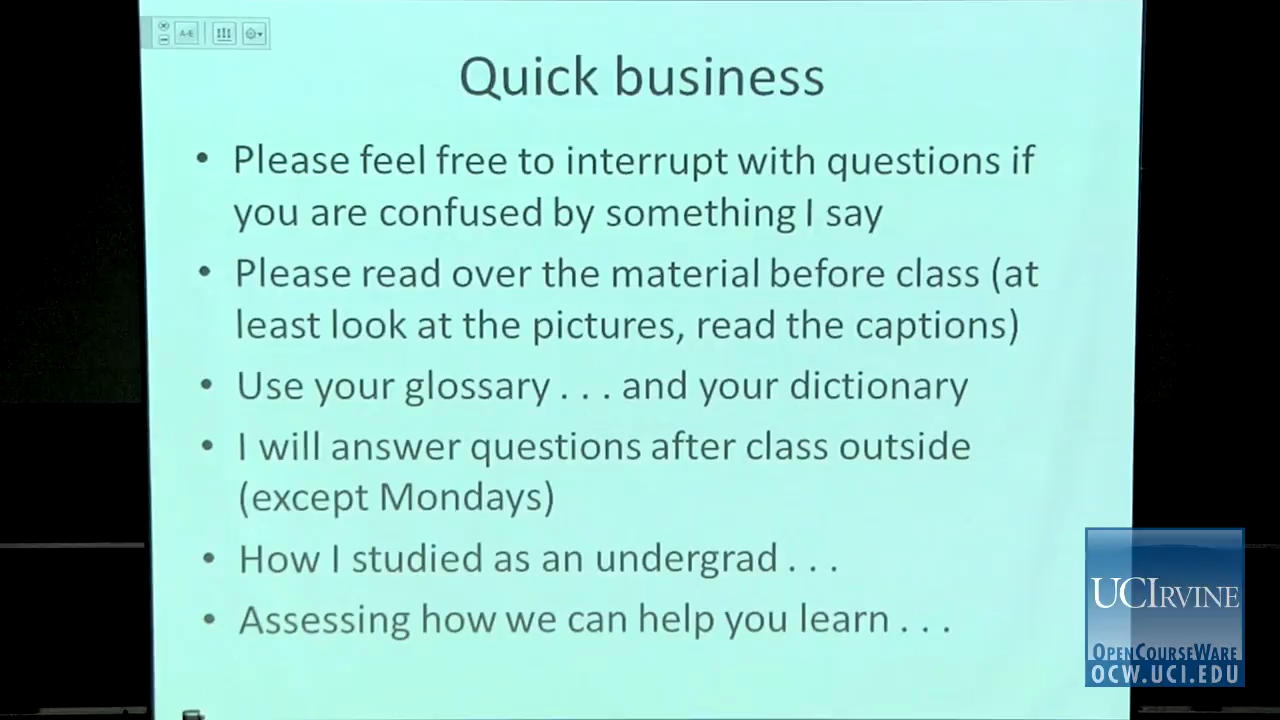 A-E
Quick business
• Please feel free to interrupt with questions if
you are confused by something I say
• Please read over the material before class (at
least look at the pictures, read the captions)
• Use your glossary . . . and your dictionary
• I will answer questions after class outside
(except Mondays)
• How I studied as an undergrad . . .
• Assessing how we can help you learn . . .
UCIRVINE
OPENCOURSEWARE
OCW.UCI.EDU